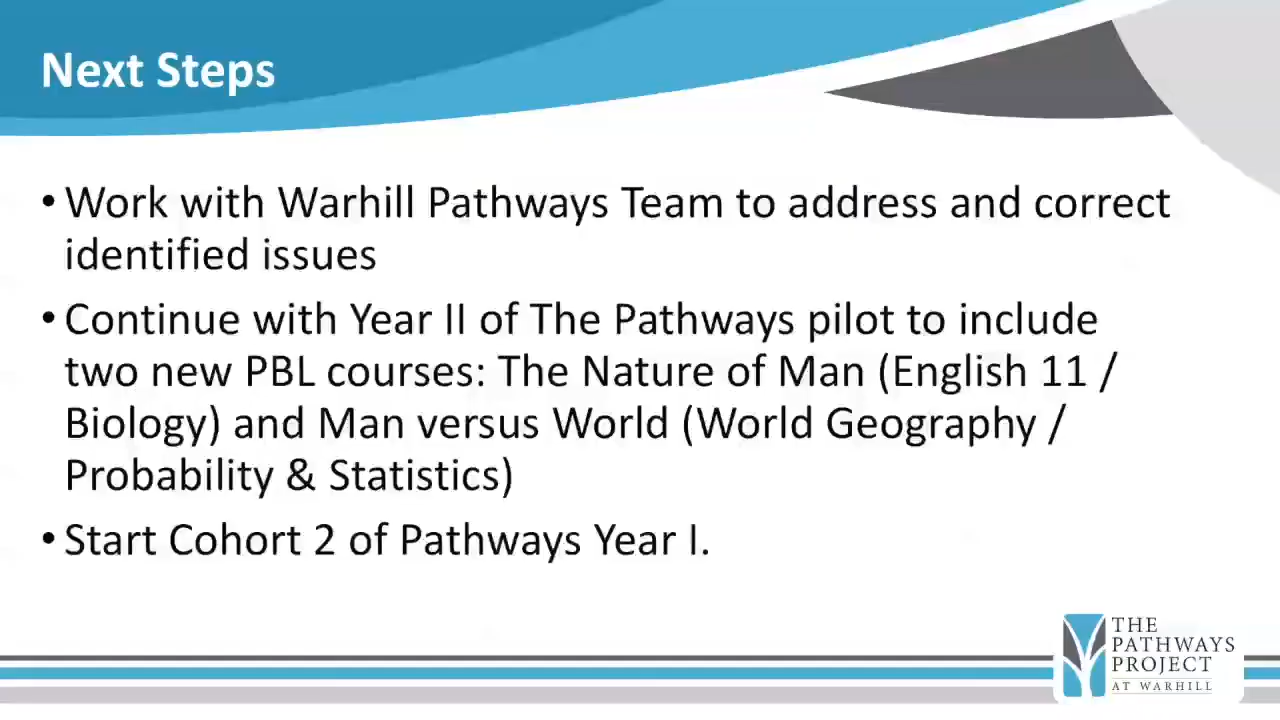 Next Steps
• Work with Warhill Pathways Team to address and correct
identified issues
• Continue with Year II of The Pathways pilot to include
two new PBL courses: The Nature of Man (English 11 /
Biology) and Man versus World (World Geography /
Probability & Statistics)
• Start Cohort 2 of Pathways Year I.
THE
PATHWAYS
PROJECT
AT WARHILL